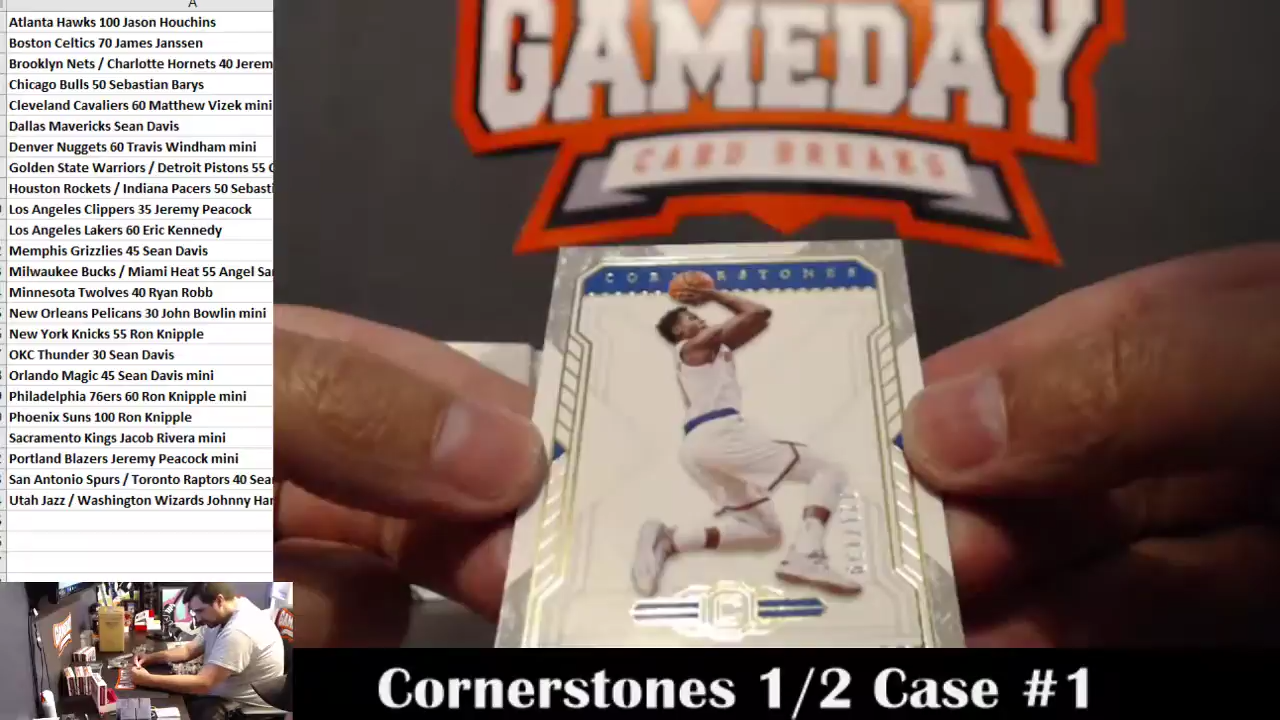 A
Atlanta Hawks 100 Jason Houchins
Boston Celtics 70 James Janssen
Brooklyn Nets / Charlotte Hornets 40 Jerem
Chicago Bulls 50 Sebastian Barys
Cleveland Cavaliers 60 Matthew Vizek mini
Dallas Mavericks Sean Davis
Denver Nuggets 60 Travis Windham mini
Golden State Warriors / Detroit Pistons 55
Houston Rockets / Indiana Pacers 50 Sebasti
Los Angeles Clippers 35 Jeremy Peacock
Los Angeles Lakers 60 Eric Kennedy
Memphis Grizzlies 45 Sean Davis
Milwaukee Bucks / Miami Heat 55 Angel San
Minnesota Twolves 40 Ryan Robb
New Orleans Pelicans 30 John Bowlin mini
New York Knicks 55 Ron Knipple
OKC Thunder 30 Sean Davis
Orlando Magic 45 Sean Davis mini
Philadelphia 76ers 60 Ron Knipple mini
Phoenix Suns 100 Ron Knipple
Sacramento Kings Jacob Rivera mini
Portland Blazers Jeremy Peacock mini
San Antonio Spurs / Toronto Raptors 40 Sea
Utah Jazz / Washington Wizards Johnny Har
GAMEDAY
CARD BREAKS
CORNERSTONES
Cornerstones 1/2 Case #1